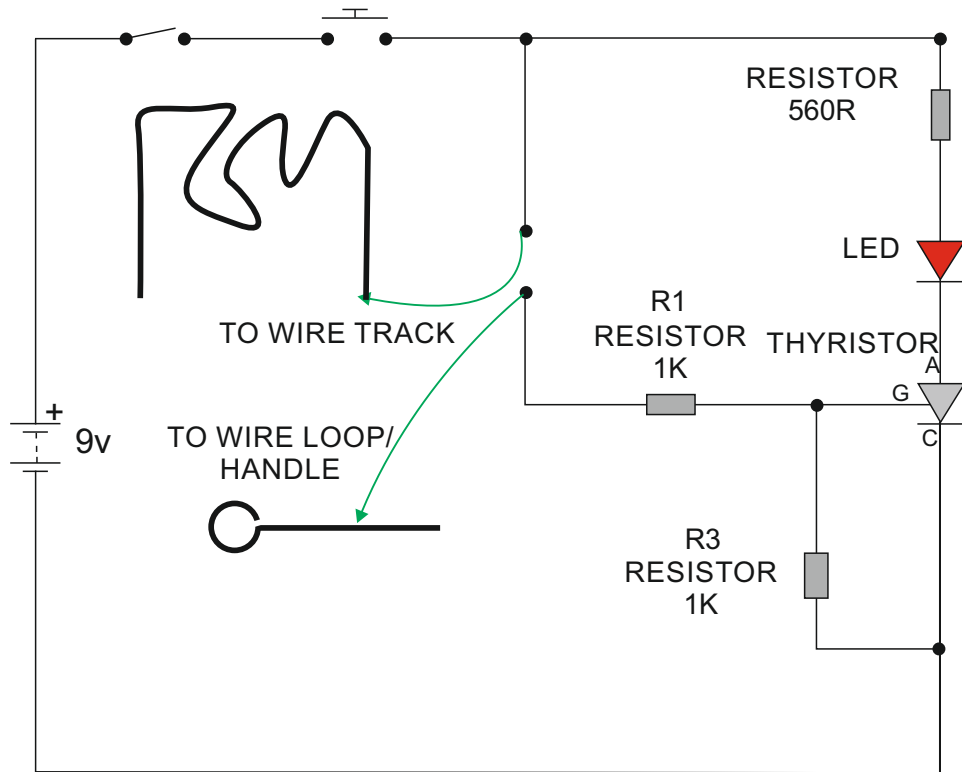 RESISTOR
560R
LED
R1
RESISTOR
1K
THYRISTOR
A
G
C
TO WIRE TRACK
+
9v
TO WIRE LOOP/
HANDLE
R3
RESISTOR
1K